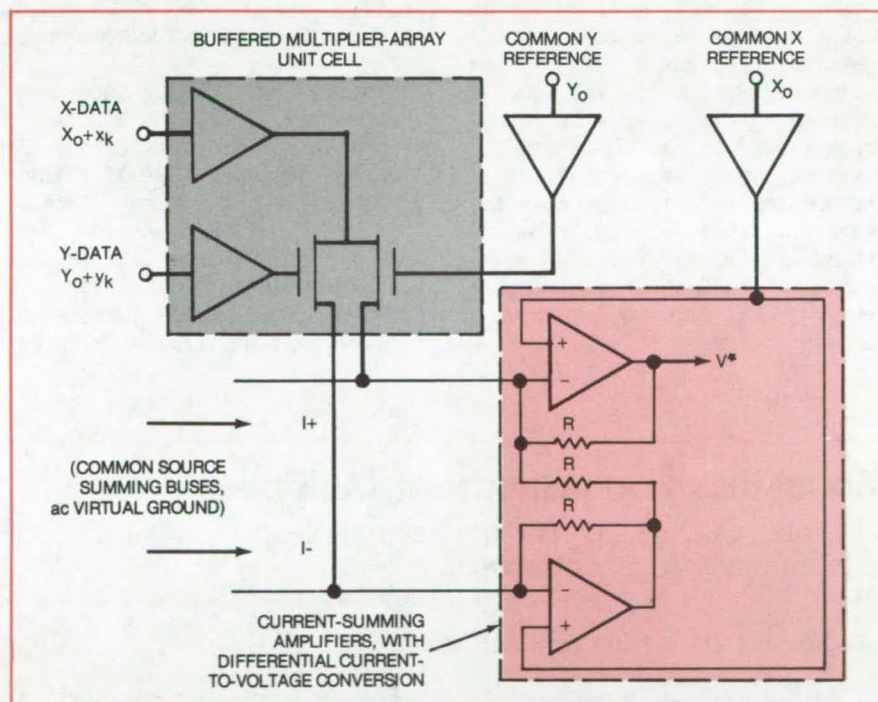 BUFFERED MULTIPLIER-ARRAY
UNIT CELL
COMMON Y
REFERENCE
COMMON X
REFERENCE
Yo
Xo
X-DATA
Xo+xk
Y-DATA
Yo+yk
+
−
V*
I+
R
R
R
(COMMON SOURCE
SUMMING BUSES,
ac VIRTUAL GROUND)
I-
−
+
CURRENT-SUMMING
AMPLIFIERS, WITH
DIFFERENTIAL CURRENT-
TO-VOLTAGE CONVERSION